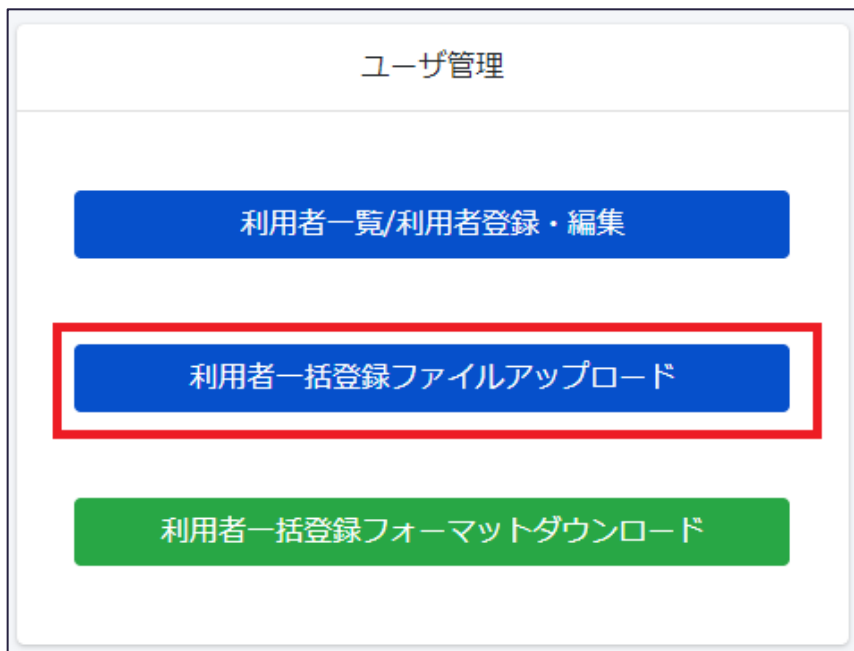 ユーザ管理
利用者一覧/利用者登録・編集
利用者一括登録ファイルアップロード
利用者一括登録フォーマットダウンロード